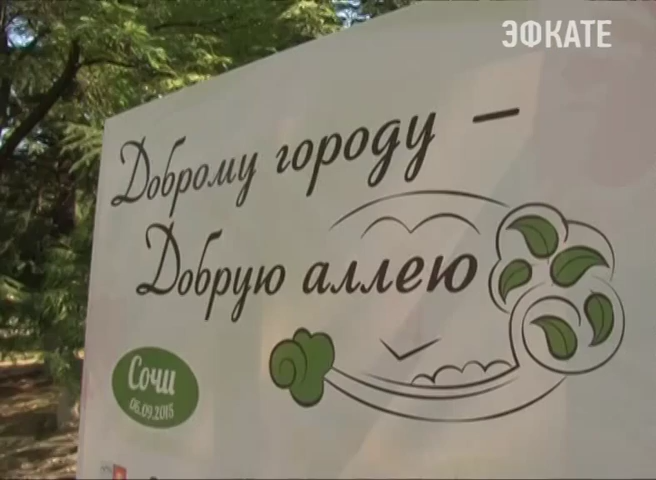 ЭФКАТЕ
Доброму городу –
Добрую аллею
Сочи
06.09.2015